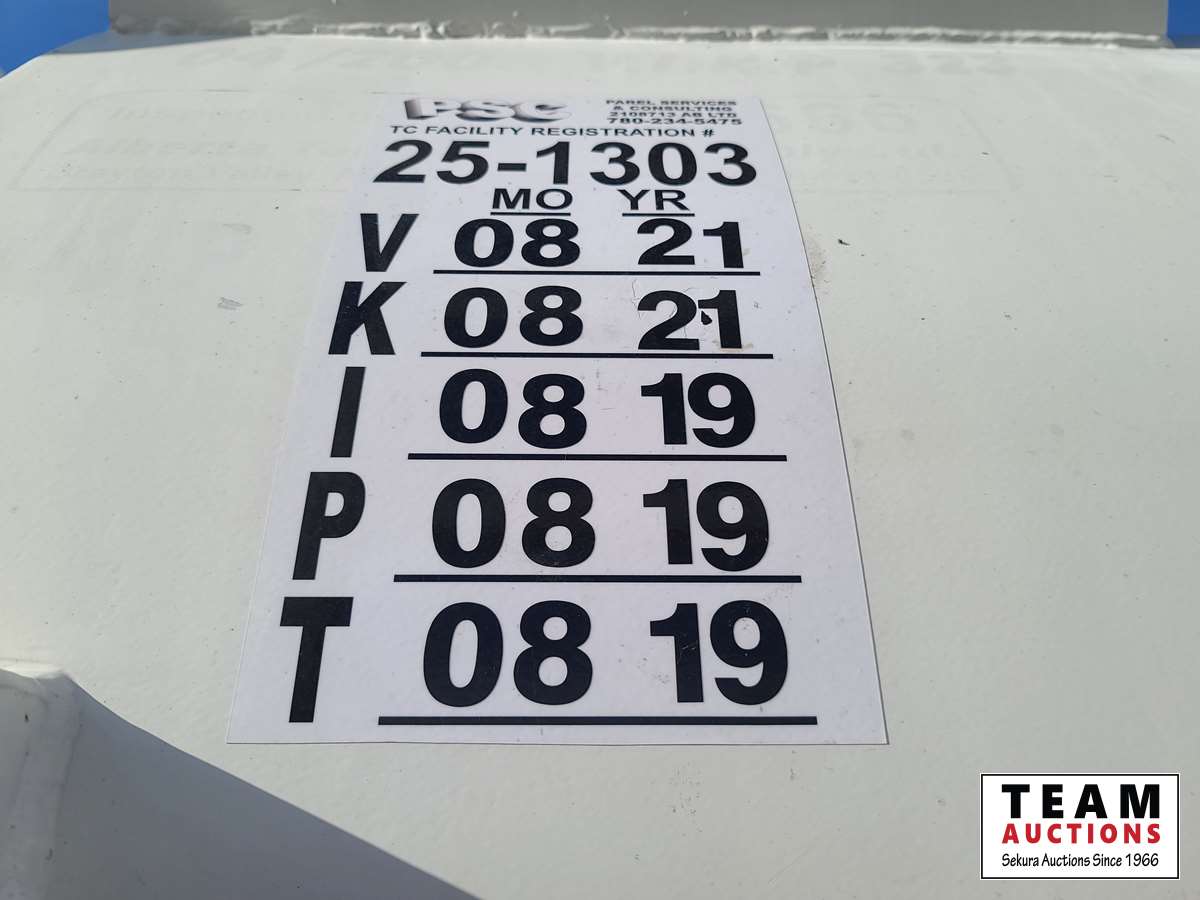 PSC
PAREL SERVICES
& CONSULTING
2108713 AB LTD
780-234-5475
TC FACILITY REGISTRATION #
25-1303
MO YR
V 08 21
K 08 21
I 08 19
P 08 19
T 08 19
TEAM
AUCTIONS
Sekura Auctions Since 1966